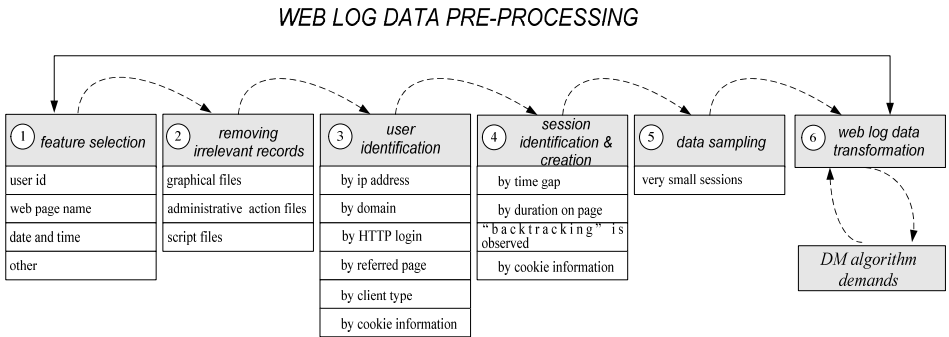 WEB LOG DATA PRE-PROCESSING
1 feature selection
user id
web page name
date and time
other
2 removing
irrelevant records
graphical files
administrative action files
script files
3 user
identification
by ip address
by domain
by HTTP login
by referred page
by client type
by cookie information
4 session
identification &
creation
by time gap
by duration on page
“backtracking” is
observed
by cookie information
5 data sampling
very small sessions
6 web log data
transformation
DM algorithm
demands